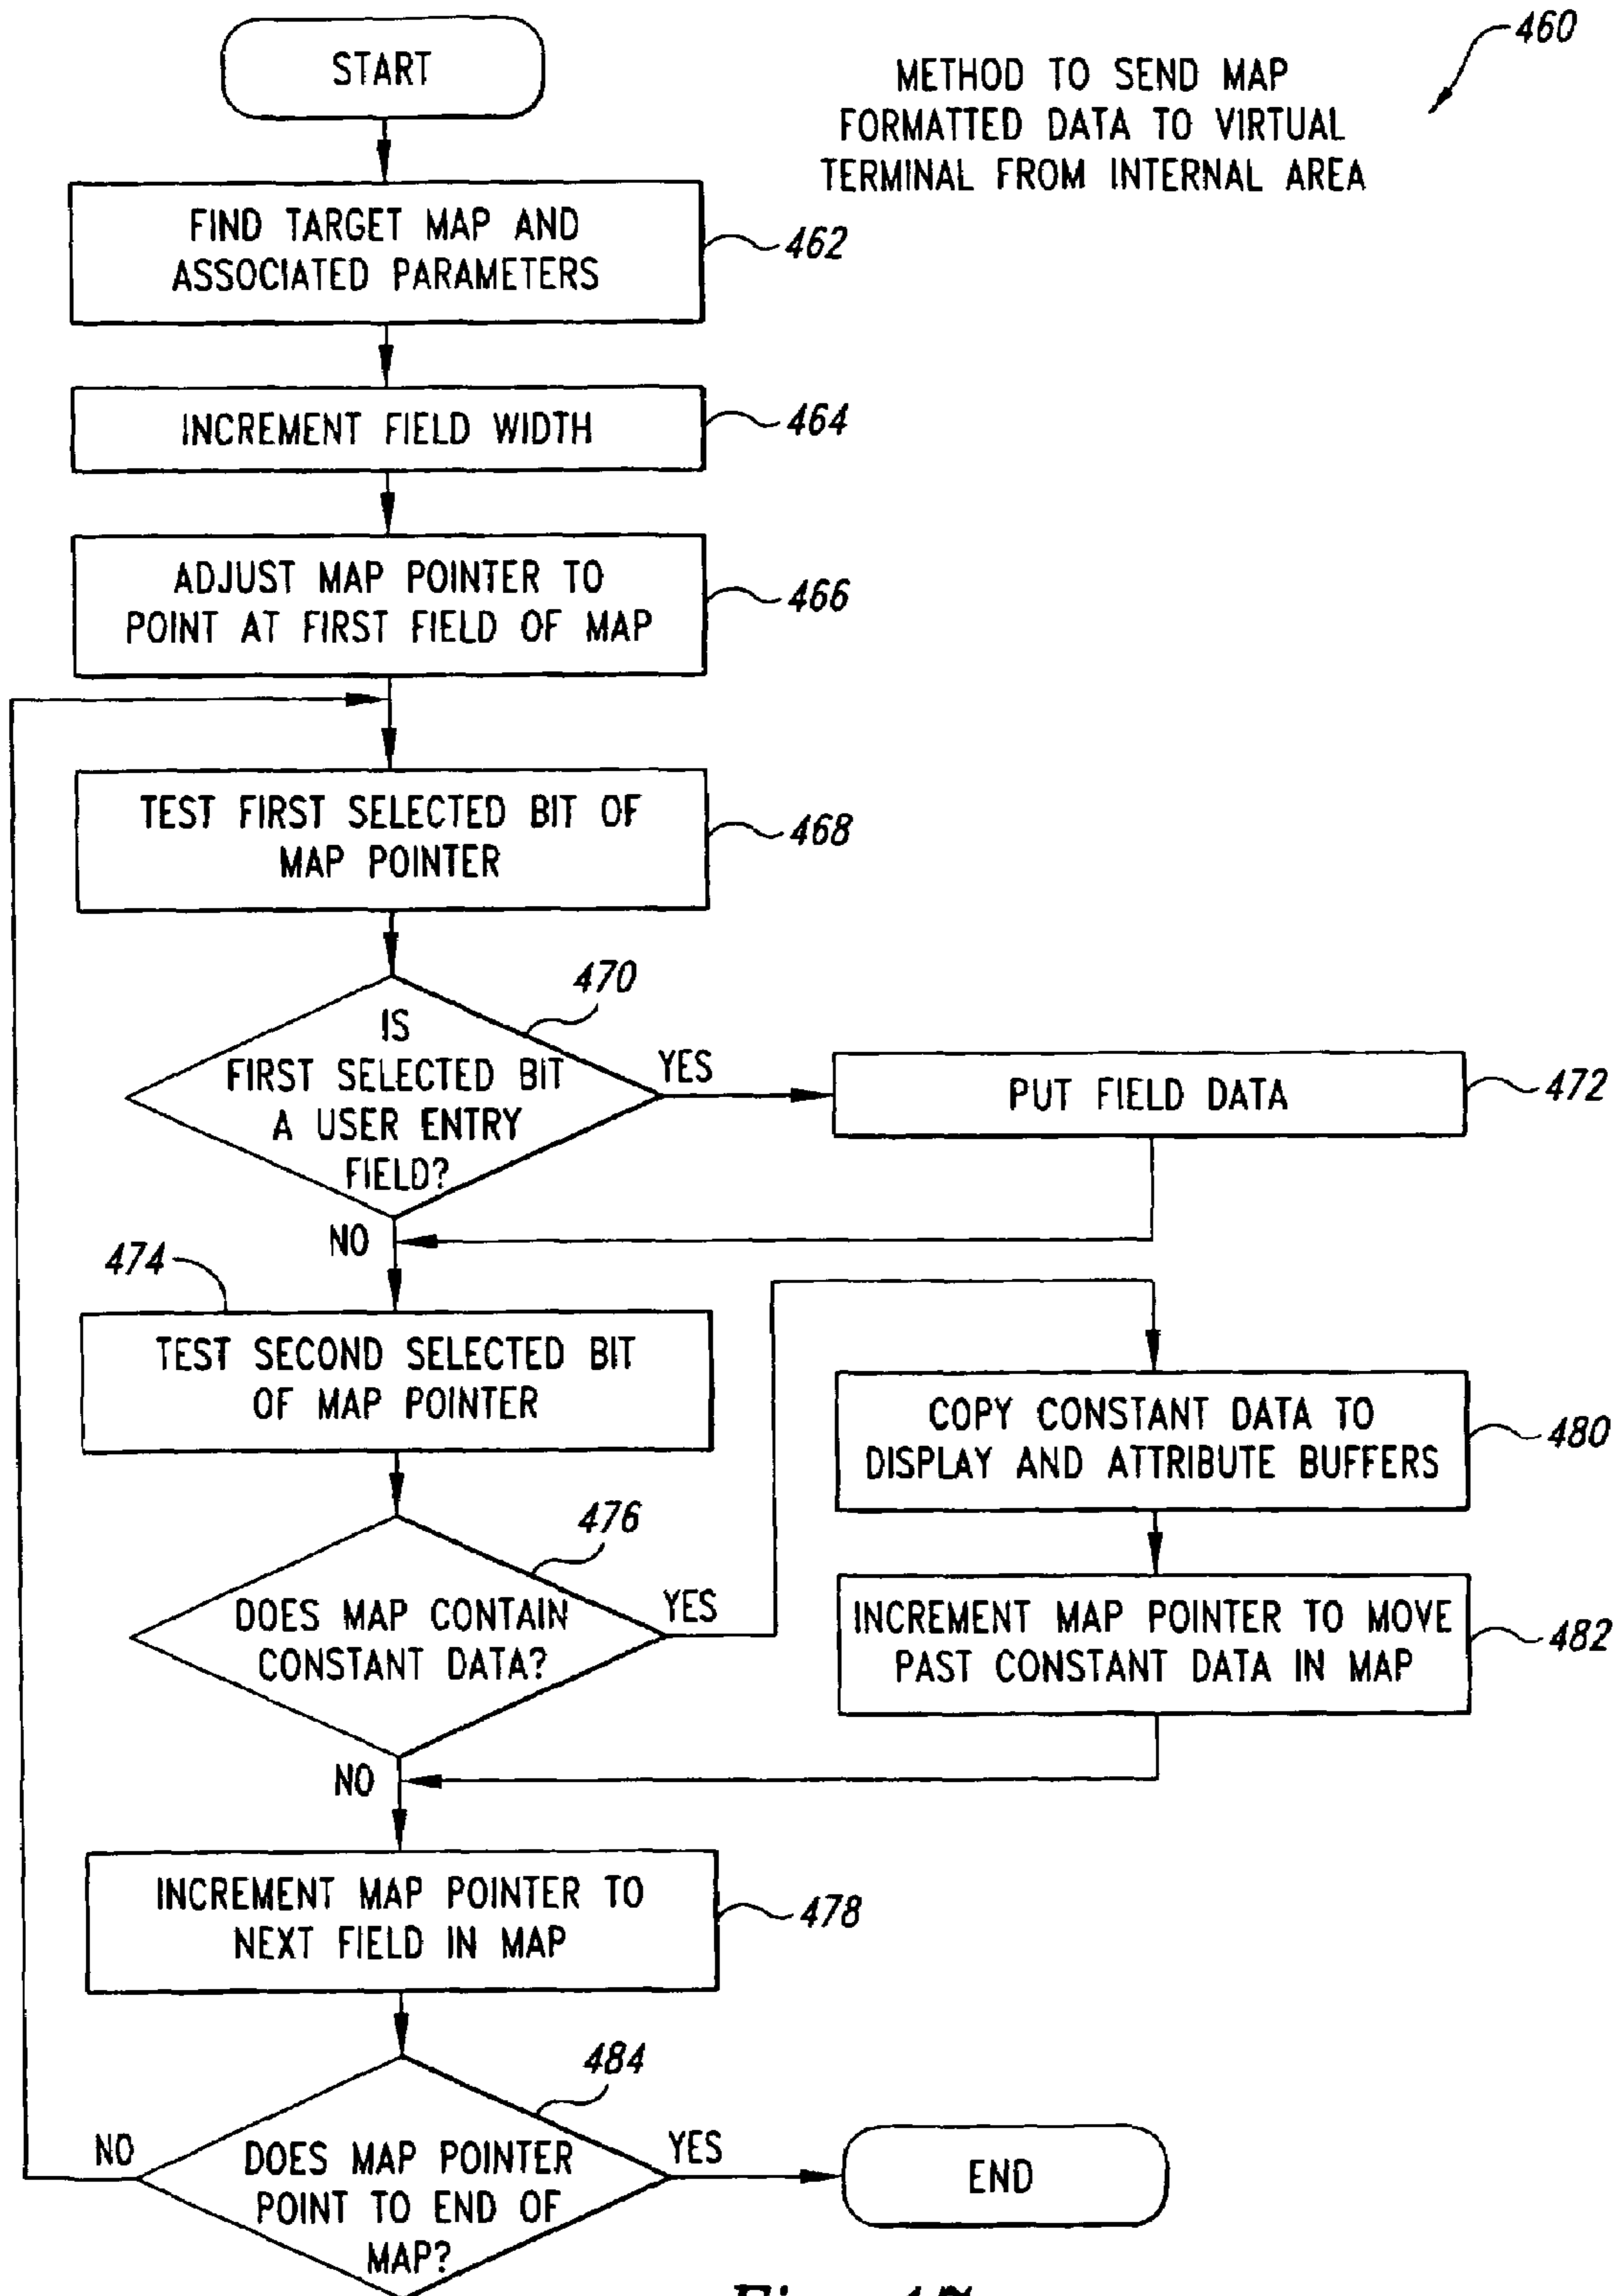 START
460
METHOD TO SEND MAP
FORMATTED DATA TO VIRTUAL
TERMINAL FROM INTERNAL AREA
FIND TARGET MAP AND
ASSOCIATED PARAMETERS
462
INCREMENT FIELD WIDTH
464
ADJUST MAP POINTER TO
POINT AT FIRST FIELD OF MAP
466
TEST FIRST SELECTED BIT OF
MAP POINTER
468
470
IS
FIRST SELECTED BIT
A USER ENTRY
FIELD?
YES
PUT FIELD DATA
472
NO
474
TEST SECOND SELECTED BIT
OF MAP POINTER
COPY CONSTANT DATA TO
DISPLAY AND ATTRIBUTE BUFFERS
480
476
DOES MAP CONTAIN
CONSTANT DATA?
YES
INCREMENT MAP POINTER TO MOVE
PAST CONSTANT DATA IN MAP
482
NO
INCREMENT MAP POINTER TO
NEXT FIELD IN MAP
478
484
NO
DOES MAP POINTER
POINT TO END OF
MAP?
YES
END